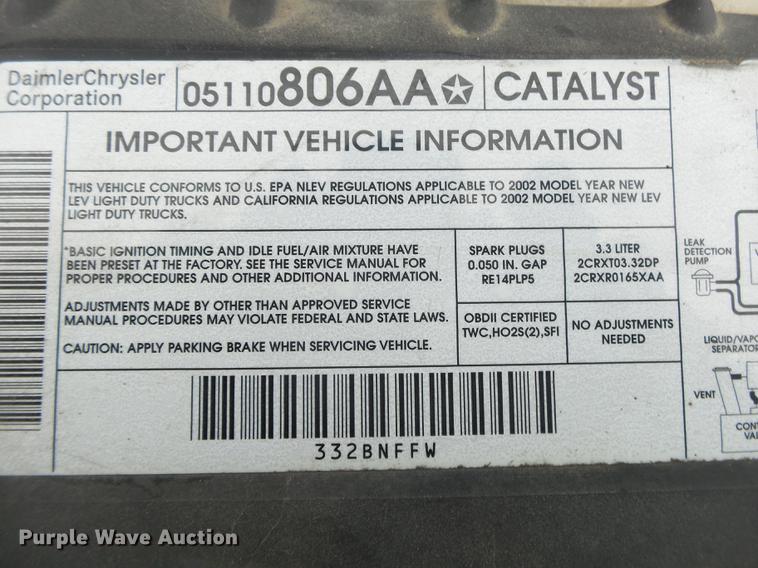 DaimlerChrysler
Corporation
05110806AA
CATALYST
IMPORTANT VEHICLE INFORMATION
THIS VEHICLE CONFORMS TO U.S. EPA NLEV REGULATIONS APPLICABLE TO 2002 MODEL YEAR NEW
LEV LIGHT DUTY TRUCKS AND CALIFORNIA REGULATIONS APPLICABLE TO 2002 MODEL YEAR NEW LEV
LIGHT DUTY TRUCKS.
*BASIC IGNITION TIMING AND IDLE FUEL/AIR MIXTURE HAVE
BEEN PRESET AT THE FACTORY. SEE THE SERVICE MANUAL FOR
PROPER PROCEDURES AND OTHER ADDITIONAL INFORMATION.
ADJUSTMENTS MADE BY OTHER THAN APPROVED SERVICE
MANUAL PROCEDURES MAY VIOLATE FEDERAL AND STATE LAWS.
CAUTION: APPLY PARKING BRAKE WHEN SERVICING VEHICLE.
SPARK PLUGS
0.050 IN. GAP
RE14PLP5
3.3 LITER
2CRXT03.32DP
2CRXR0165XAA
OBDII CERTIFIED
TWC,HO2S(2),SFI
NO ADJUSTMENTS
NEEDED
332BNFFW
LEAK
DETECTION
PUMP
LIQUID/VAPO
SEPARATOR
VENT
CONT
VAL
Purple Wave Auction